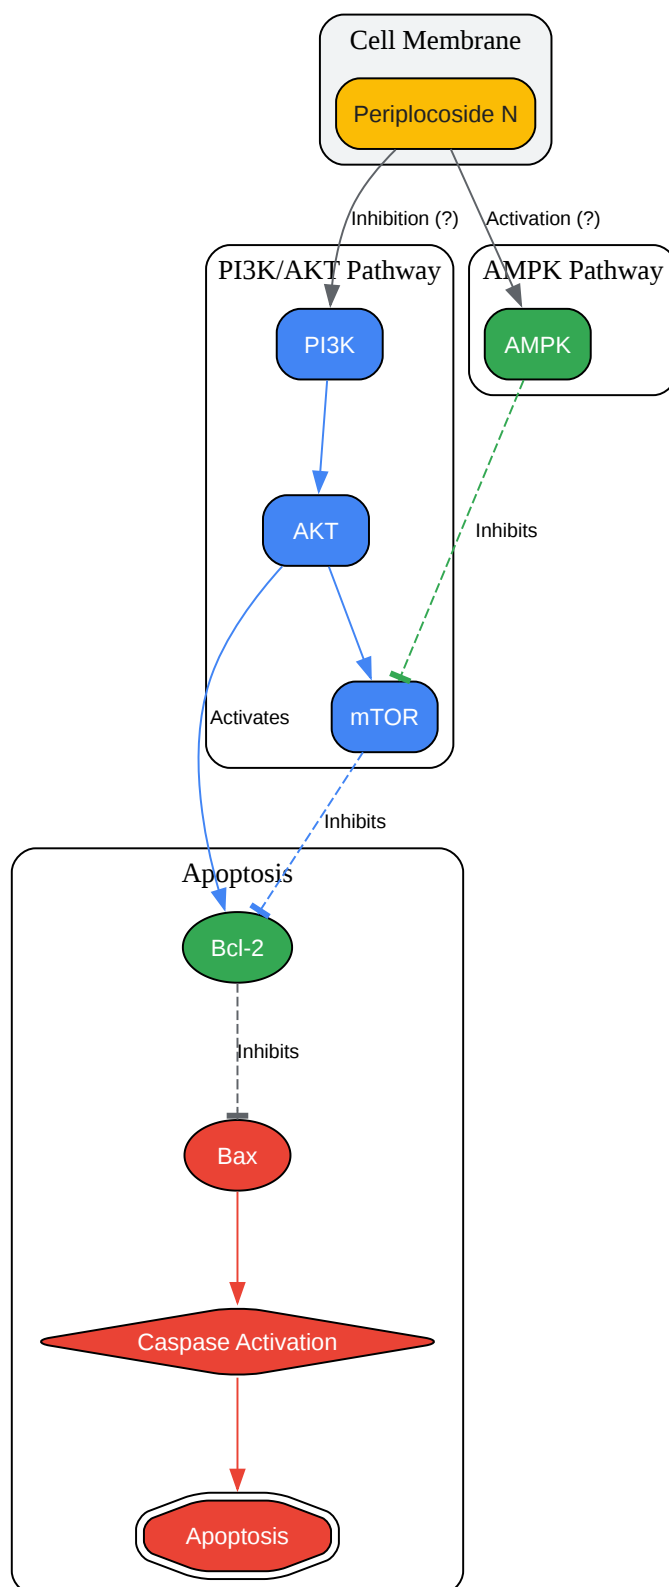 Cell Membrane
Periplocoside N
Inhibition (?)
Activation (?)
PI3K/AKT Pathway
AMPK Pathway
PI3K
AMPK
AKT
Inhibits
Activates
mTOR
Inhibits
Apoptosis
Bcl-2
Inhibits
Bax
Caspase Activation
Apoptosis